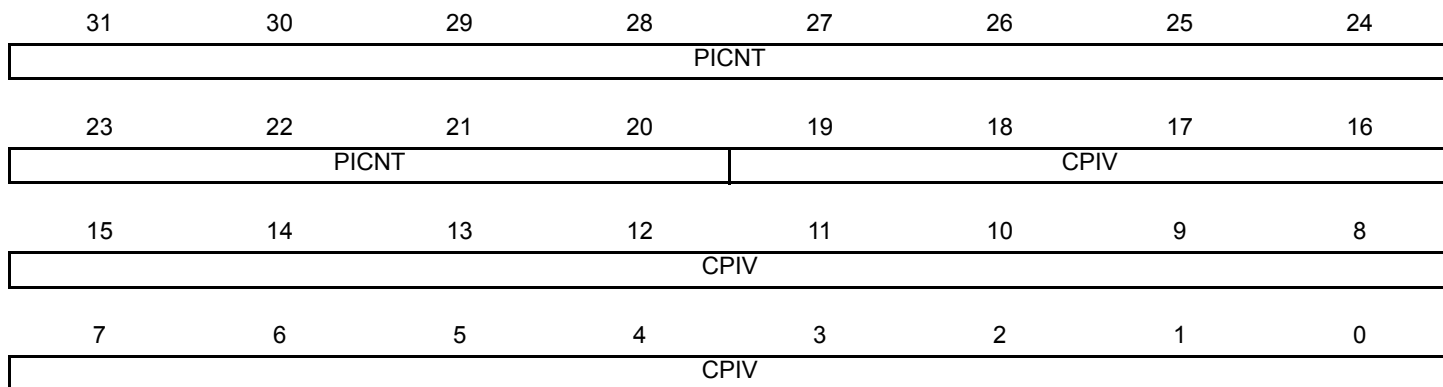 31 30 29 28 27 26 25 24
PICNT
23 22 21 20 19 18 17 16
PICNT CPIV
15 14 13 12 11 10 9 8
CPIV
7 6 5 4 3 2 1 0
CPIV